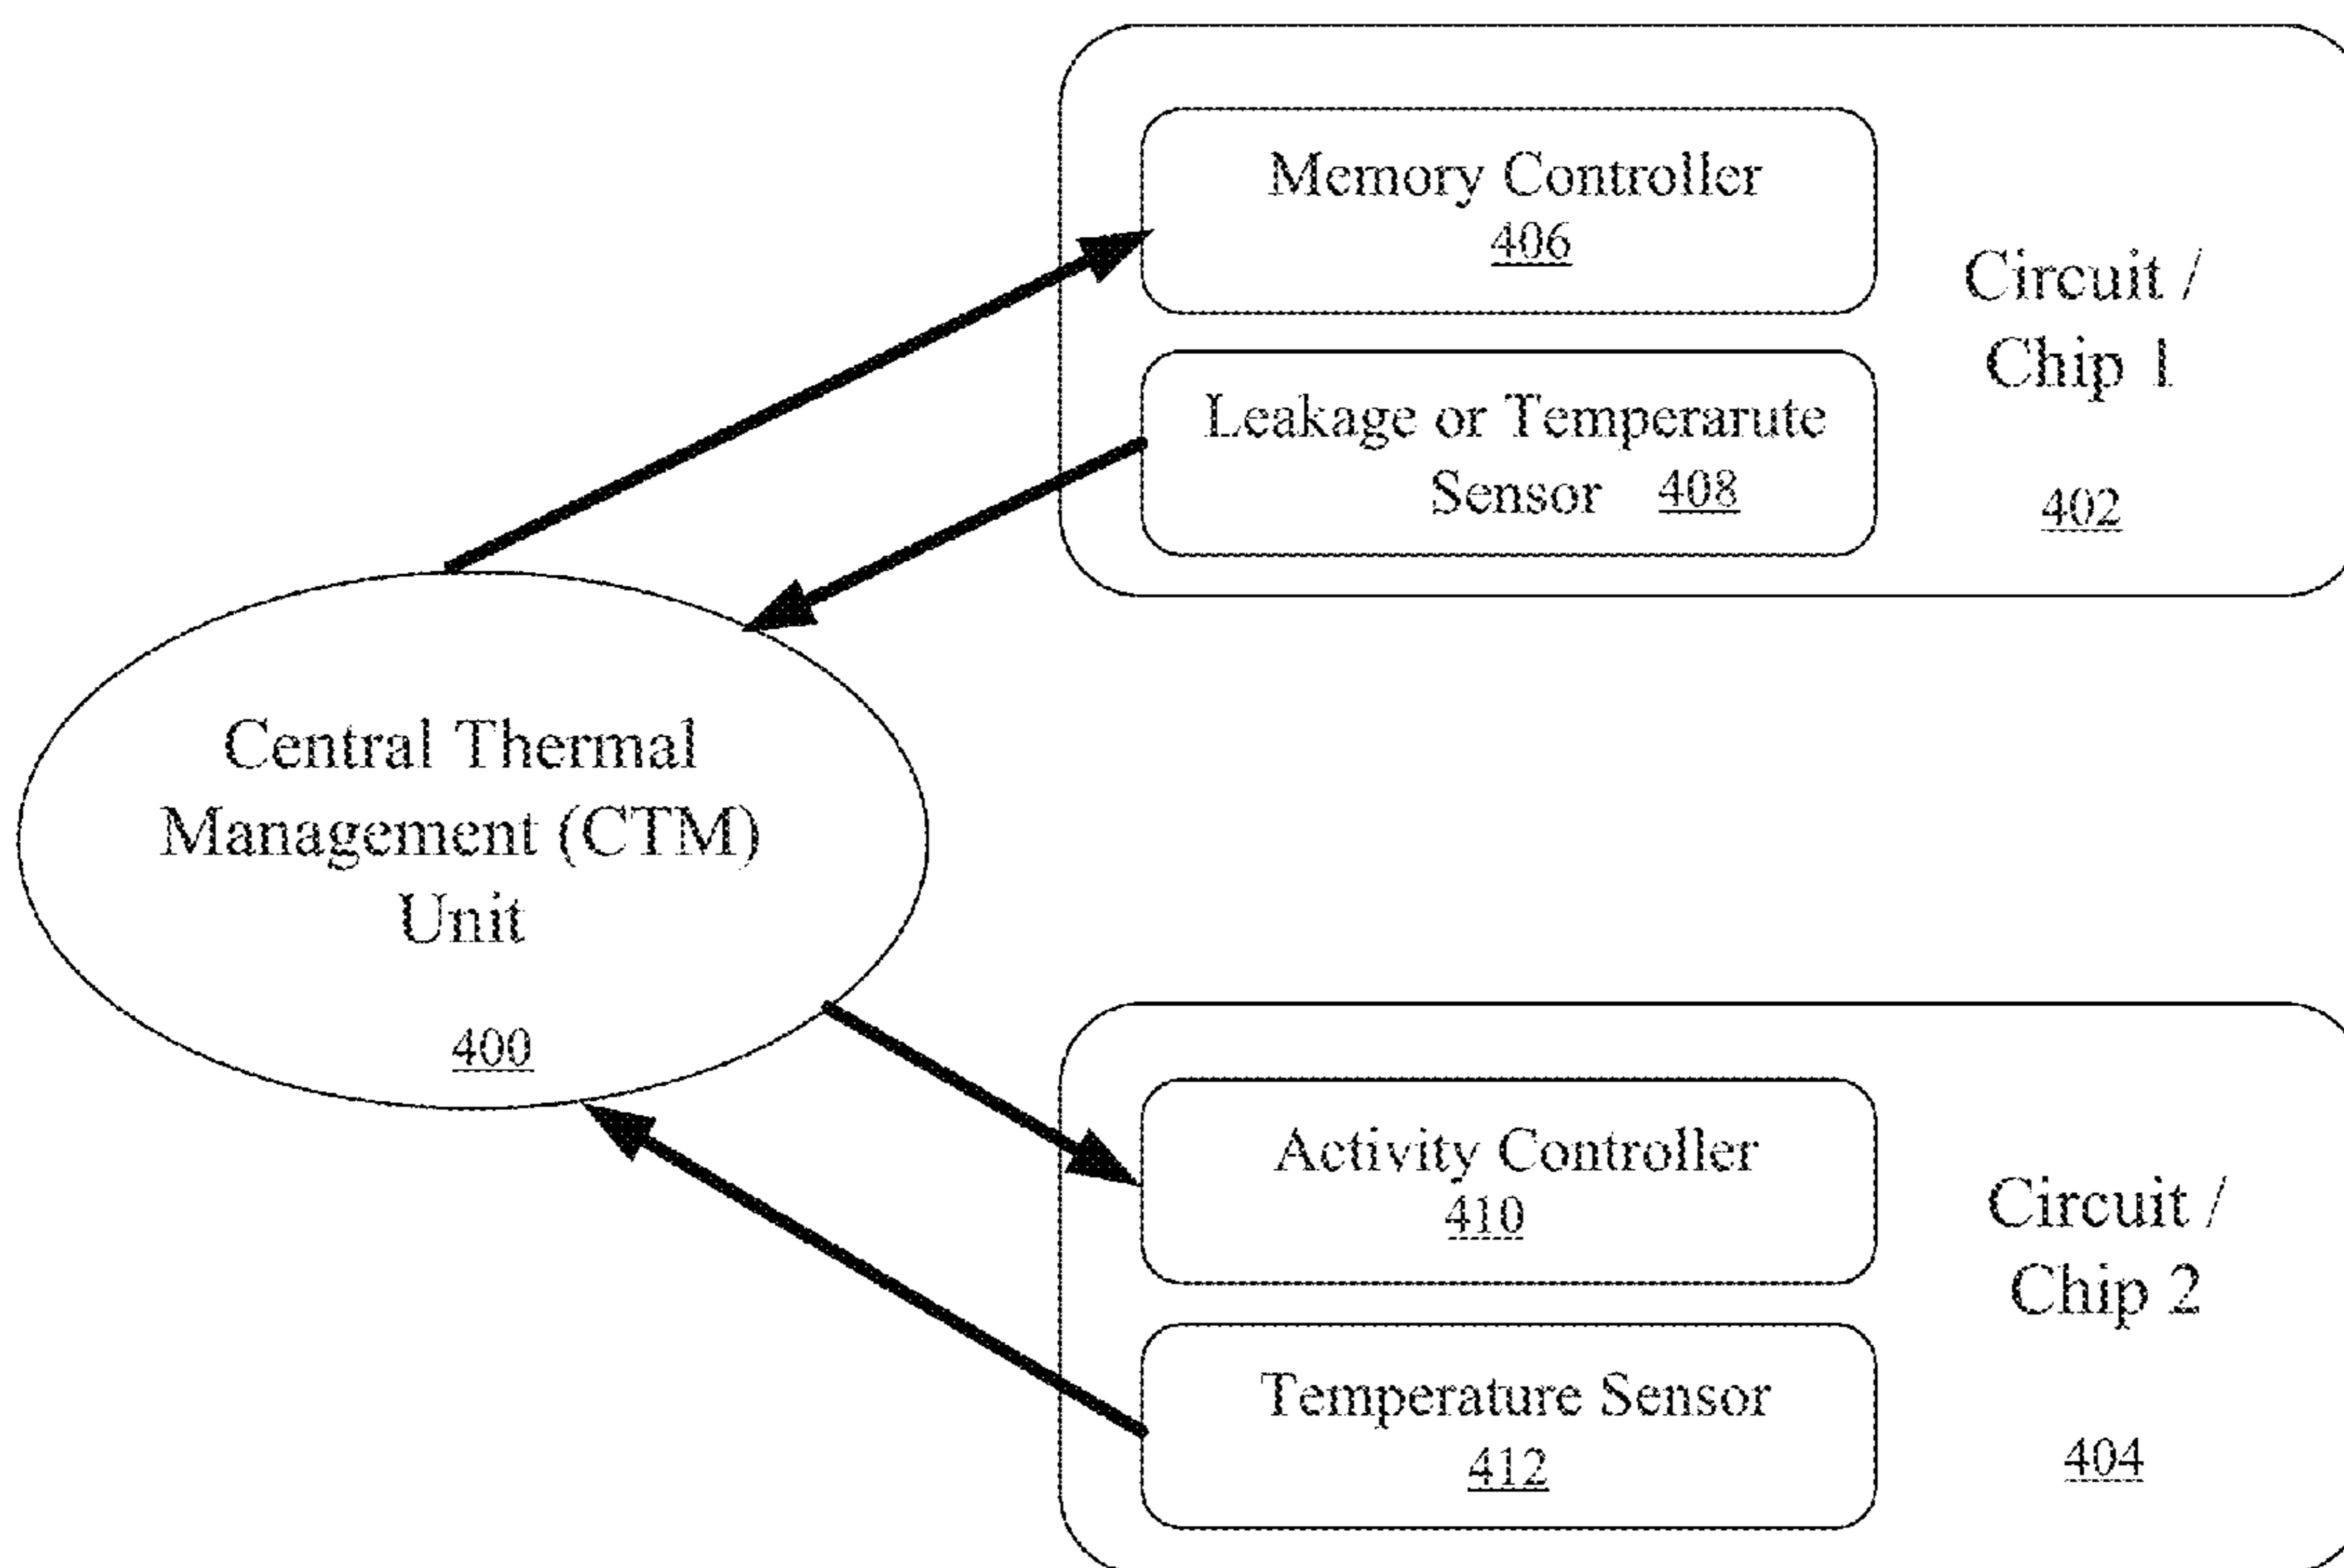 Memory Controller
406
Leakage or Temperarute
Sensor 408
Circuit /
Chip 1
402
Central Thermal
Management (CTM)
Unit
400
Activity Controller
410
Temperature Sensor
412
Circuit /
Chip 2
404